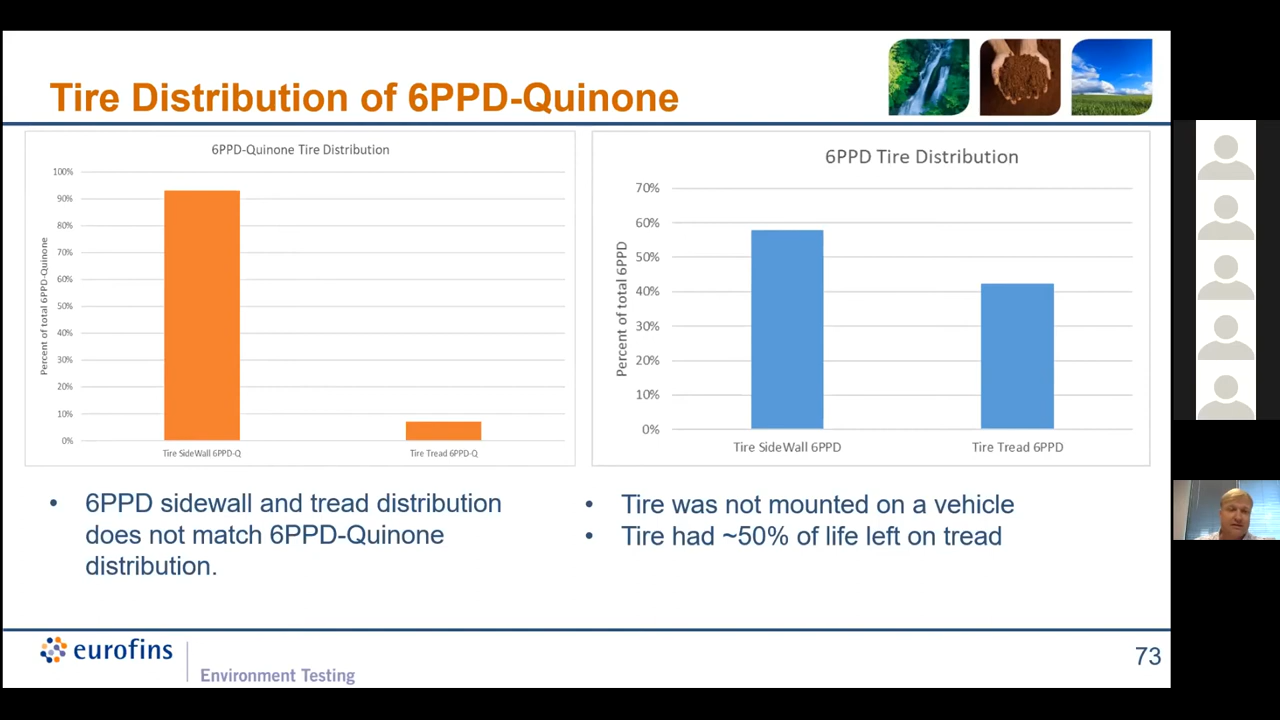 Tire Distribution of 6PPD-Quinone
6PPD-Quinone Tire Distribution
Percent of total 6PPD-Quinone
100%
90%
80%
70%
60%
50%
40%
30%
20%
10%
0%
Tire SideWall 6PPD-Q
Tire Tread 6PPD-Q
6PPD Tire Distribution
Percent of total 6PPD
70%
60%
50%
40%
30%
20%
10%
0%
Tire SideWall 6PPD
Tire Tread 6PPD
• 6PPD sidewall and tread distribution
does not match 6PPD-Quinone
distribution.
• Tire was not mounted on a vehicle
• Tire had ~50% of life left on tread
eurofins
Environment Testing
73